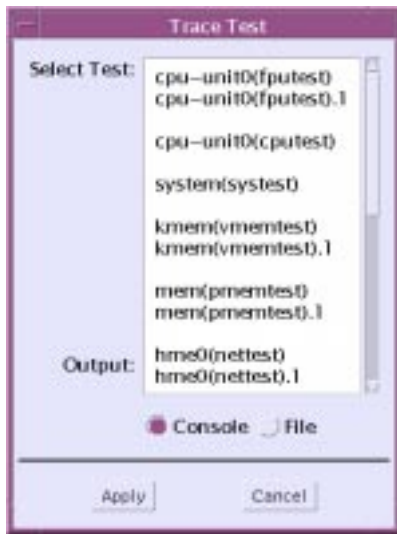 Trace Test
Select Test:
cpu-unit0(fputest)
cpu-unit0(fputest).1
cpu-unit0(cputest)
system(systest)
kmem(vmemtest)
kmem(vmemtest).1
mem(pmemtest)
mem(pmemtest).1
hme0(nettest)
hme0(nettest).1
Output:
Console File
Apply Cancel